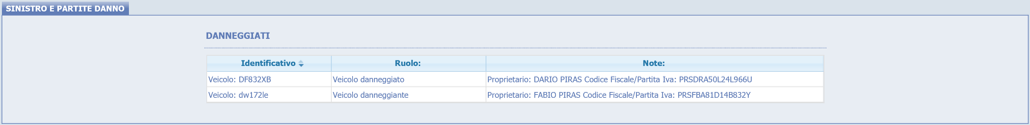 SINISTRO E PARTITE DANNO
DANNEGGIATI
Identificativo Ruolo: Note:
Veicolo: DF832XB Veicolo danneggiato Proprietario: DARIO PIRAS Codice Fiscale/Partita Iva: PRSDRA50L24L966U
Veicolo: dw172le Veicolo danneggiante Proprietario: FABIO PIRAS Codice Fiscale/Partita Iva: PRSFBA81D14B832Y